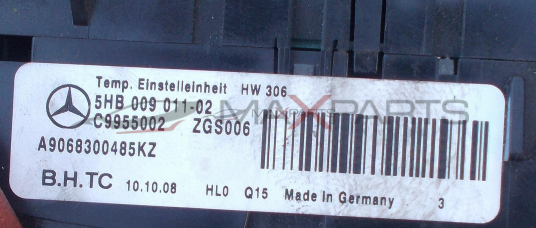 Temp. Einstelleinheit HW 306
5HB 009 011-02
C9955002 ZGS006
A9068300485KZ
B.H.TC 10.10.08 HL0 Q15 Made in Germany 3
MAXPARTS